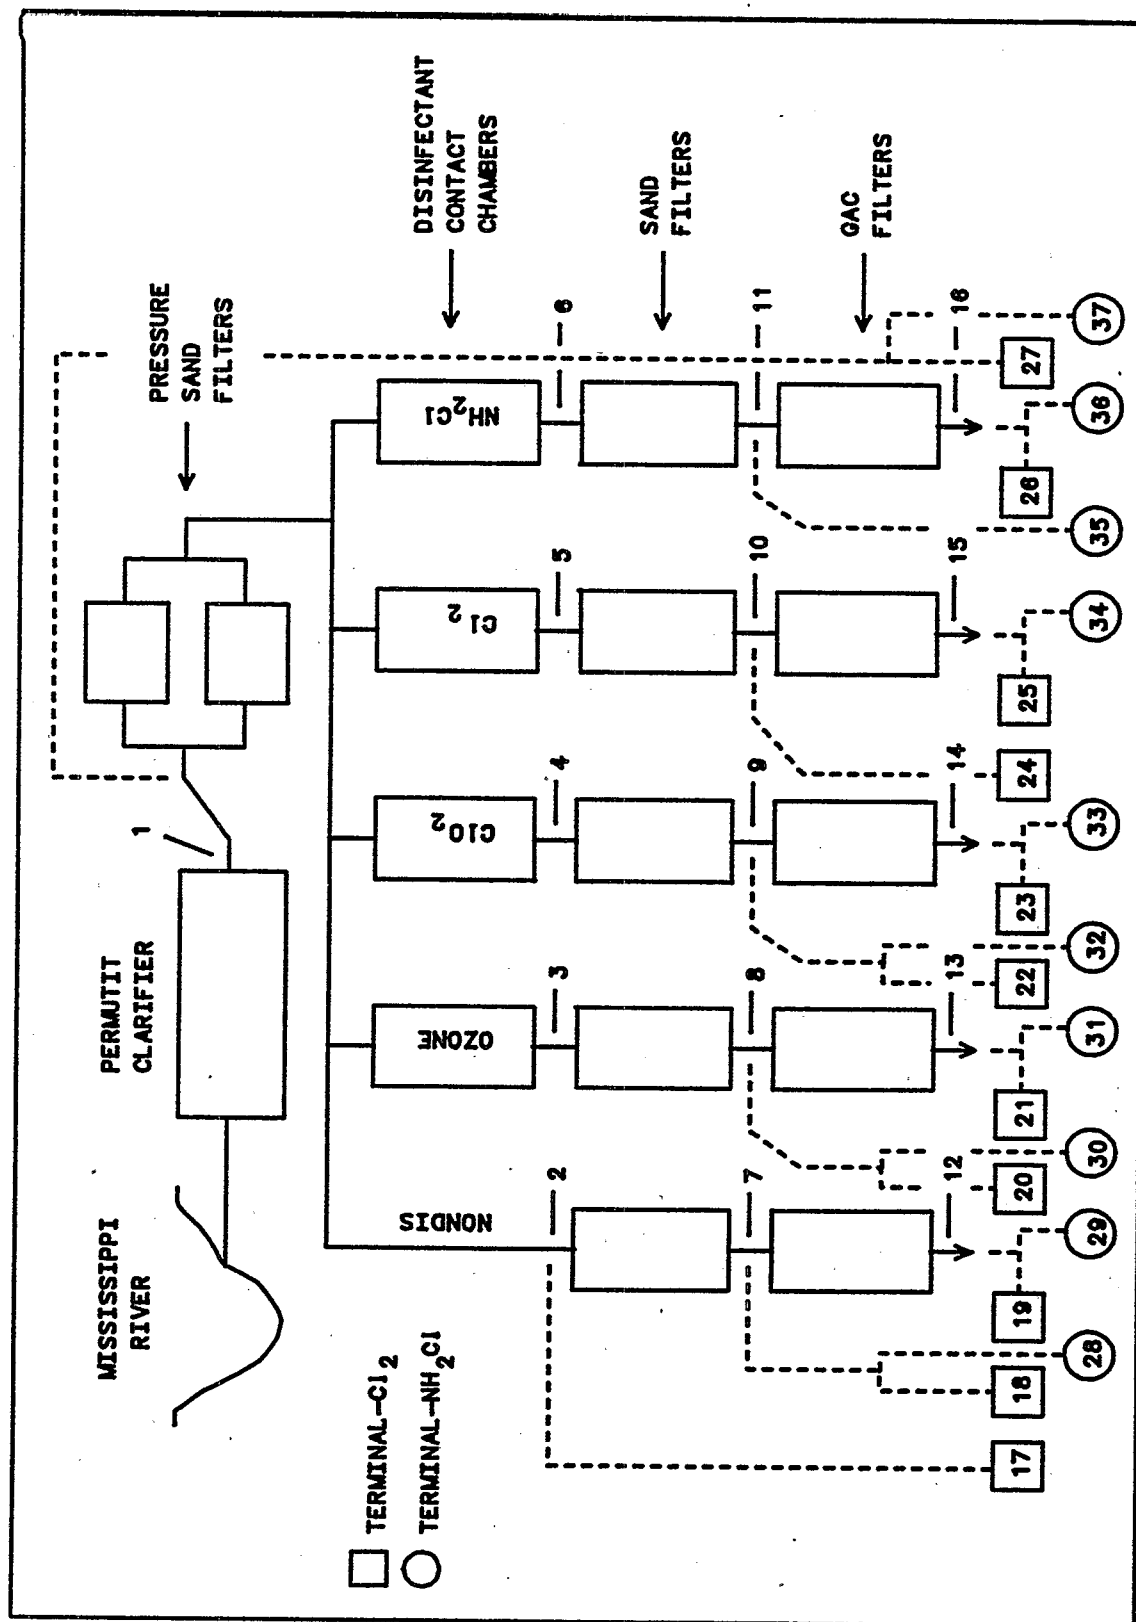 MISSISSIPPI
RIVER
PERMUTIT
CLARIFIER
1
PRESSURE
SAND
FILTERS
TERMINAL-Cl2
TERMINAL-NH2Cl
NONDIS
OZONE
ClO2
Cl2
NH2Cl
DISINFECTANT
CONTACT
CHAMBERS
2
3
4
5
6
SAND
FILTERS
7
8
9
10
11
GAC
FILTERS
12
13
14
15
16
17
18
19
20
21
22
23
24
25
26
27
28
29
30
31
32
33
34
35
36
37